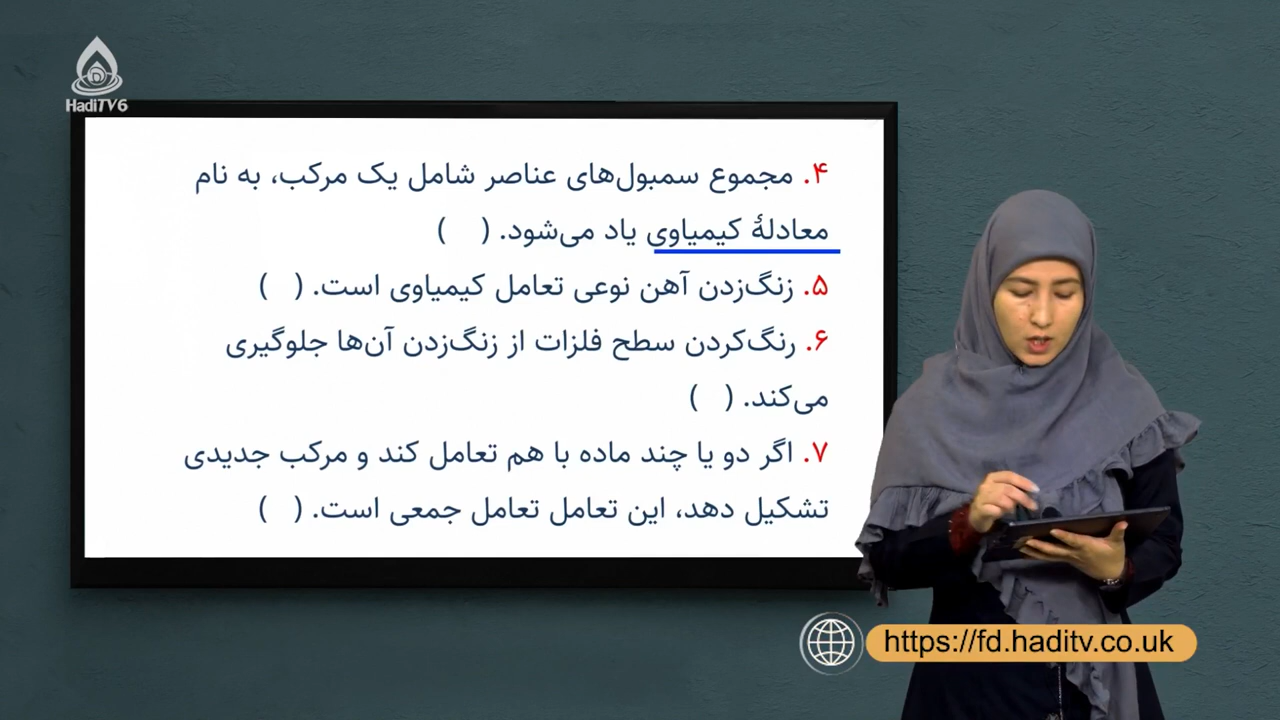 HadiTV6
۴. مجموع سمبول‌های عناصر شامل یک مرکب، به نام
معادلهٔ کیمیاوی یاد می‌شود. (   )
۵. زنگ‌زدن آهن نوعی تعامل کیمیاوی است. (   )
۶. رنگ‌کردن سطح فلزات از زنگ‌زدن آن‌ها جلوگیری
می‌کند. (   )
۷. اگر دو یا چند ماده با هم تعامل کند و مرکب جدیدی
تشکیل دهد، این تعامل تعامل جمعی است. (   )
https://fd.haditv.co.uk